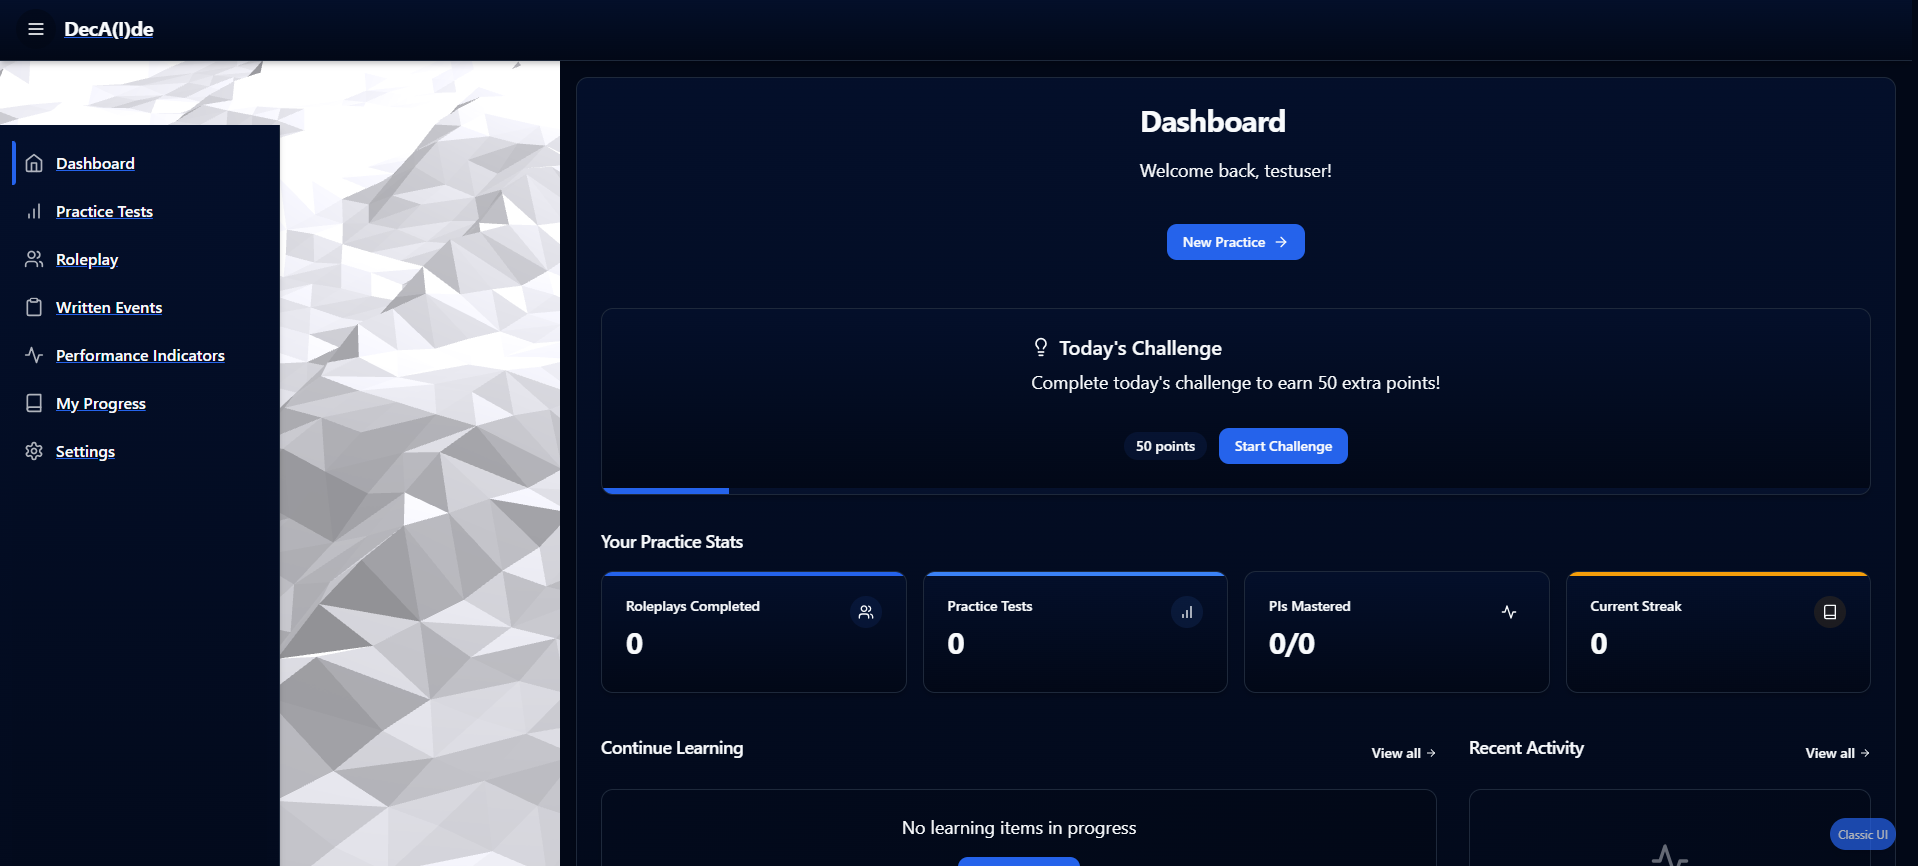 DecA(I)de
Dashboard
Practice Tests
Roleplay
Written Events
Performance Indicators
My Progress
Settings
Dashboard
Welcome back, testuser!
New Practice →
Today's Challenge
Complete today's challenge to earn 50 extra points!
50 points Start Challenge
Your Practice Stats
Roleplays Completed
0
Practice Tests
0
PIs Mastered
0/0
Current Streak
0
Continue Learning
View all →
No learning items in progress
Recent Activity
View all →
Classic UI